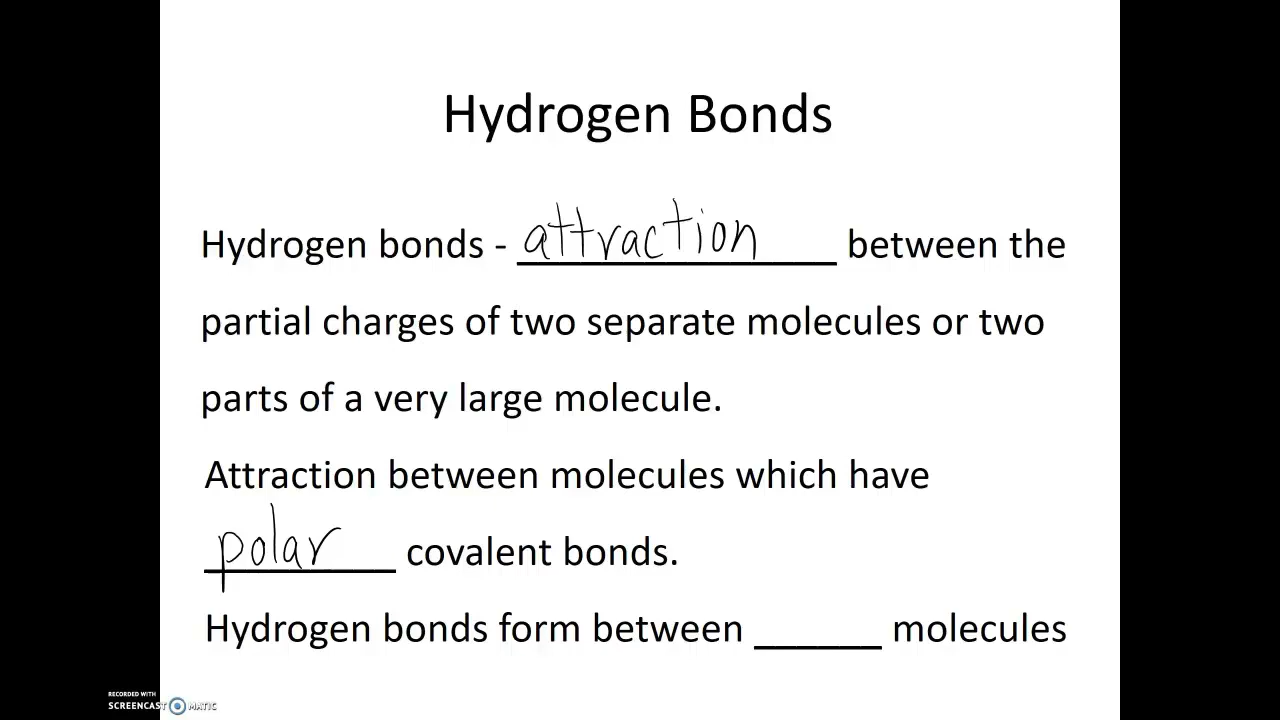 Hydrogen Bonds
Hydrogen bonds - attraction between the
partial charges of two separate molecules or two
parts of a very large molecule.
Attraction between molecules which have
polar covalent bonds.
Hydrogen bonds form between ______ molecules
RECORDED WITH
SCREENCAST MATIC